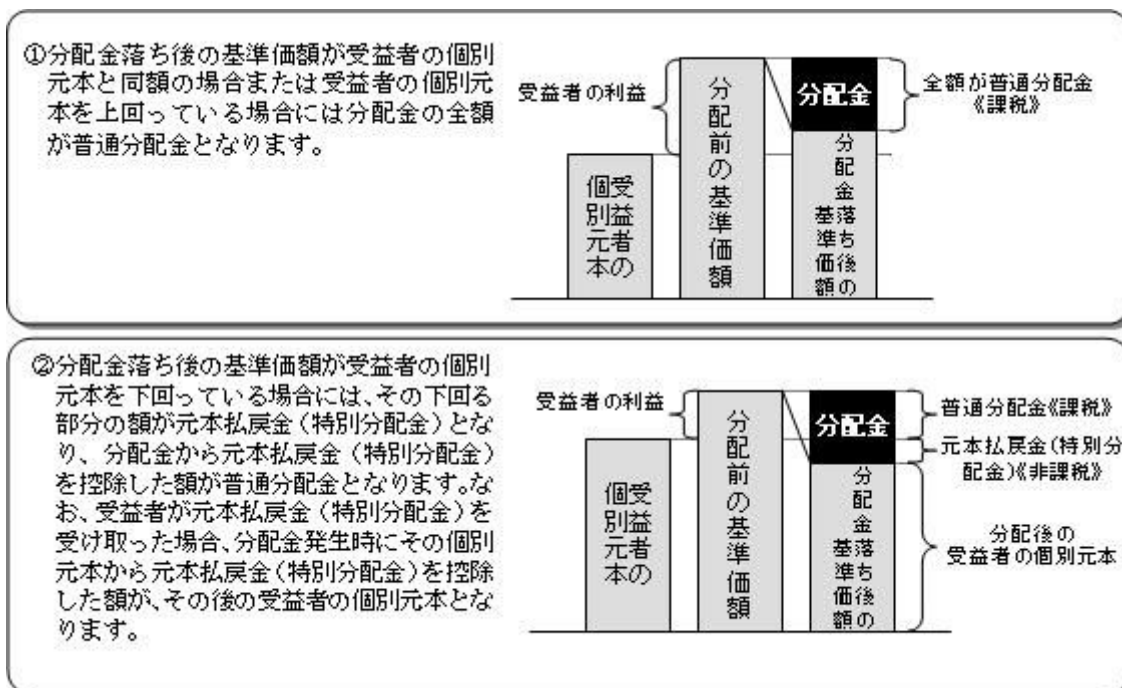 ①分配金落ち後の基準価額が受益者の個別
元本と同額の場合または受益者の個別元
本を上回っている場合には分配金の全額
が普通分配金となります。
受益者の利益
受益者の
個別元本
分配前の基準価額
分配金
分配金落ち後の
基準価額
全額が普通分配金
《課税》
②分配金落ち後の基準価額が受益者の個別
元本を下回っている場合には、その下回る
部分の額が元本払戻金(特別分配金)とな
り、分配金から元本払戻金(特別分配金)
を控除した額が普通分配金となります。な
お、受益者が元本払戻金(特別分配金)を
受け取った場合、分配金発生時にその個別
元本から元本払戻金(特別分配金)を控除
した額が、その後の受益者の個別元本とな
ります。
受益者の利益
受益者の
個別元本
分配前の基準価額
分配金
分配金落ち後の
基準価額
普通分配金《課税》
元本払戻金(特別分
配金)《非課税》
分配後の
受益者の個別元本